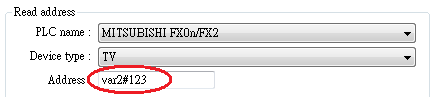 Read address
PLC name : MITSUBISHI FX0n/FX2
Device type : TV
Address var2#123